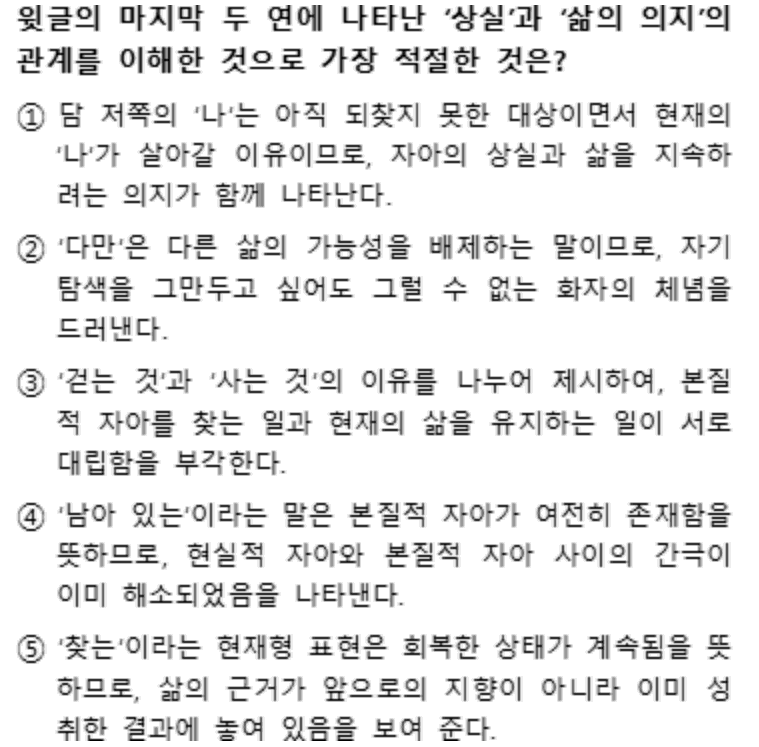 윗글의 마지막 두 연에 나타난 '상실'과 '삶의 의지'의
관계를 이해한 것으로 가장 적절한 것은?
① 담 저쪽의 '나'는 아직 되찾지 못한 대상이면서 현재의
'나'가 살아갈 이유이므로, 자아의 상실과 삶을 지속하
려는 의지가 함께 나타난다.
② '다만'은 다른 삶의 가능성을 배제하는 말이므로, 자기
탐색을 그만두고 싶어도 그럴 수 없는 화자의 체념을
드러낸다.
③ '걷는 것'과 '사는 것'의 이유를 나누어 제시하여, 본질
적 자아를 찾는 일과 현재의 삶을 유지하는 일이 서로
대립함을 부각한다.
④ '남아 있는'이라는 말은 본질적 자아가 여전히 존재함을
뜻하므로, 현실적 자아와 본질적 자아 사이의 간극이
이미 해소되었음을 나타낸다.
⑤ '찾는'이라는 현재형 표현은 회복한 상태가 계속됨을 뜻
하므로, 삶의 근거가 앞으로의 지향이 아니라 이미 성
취한 결과에 놓여 있음을 보여 준다.